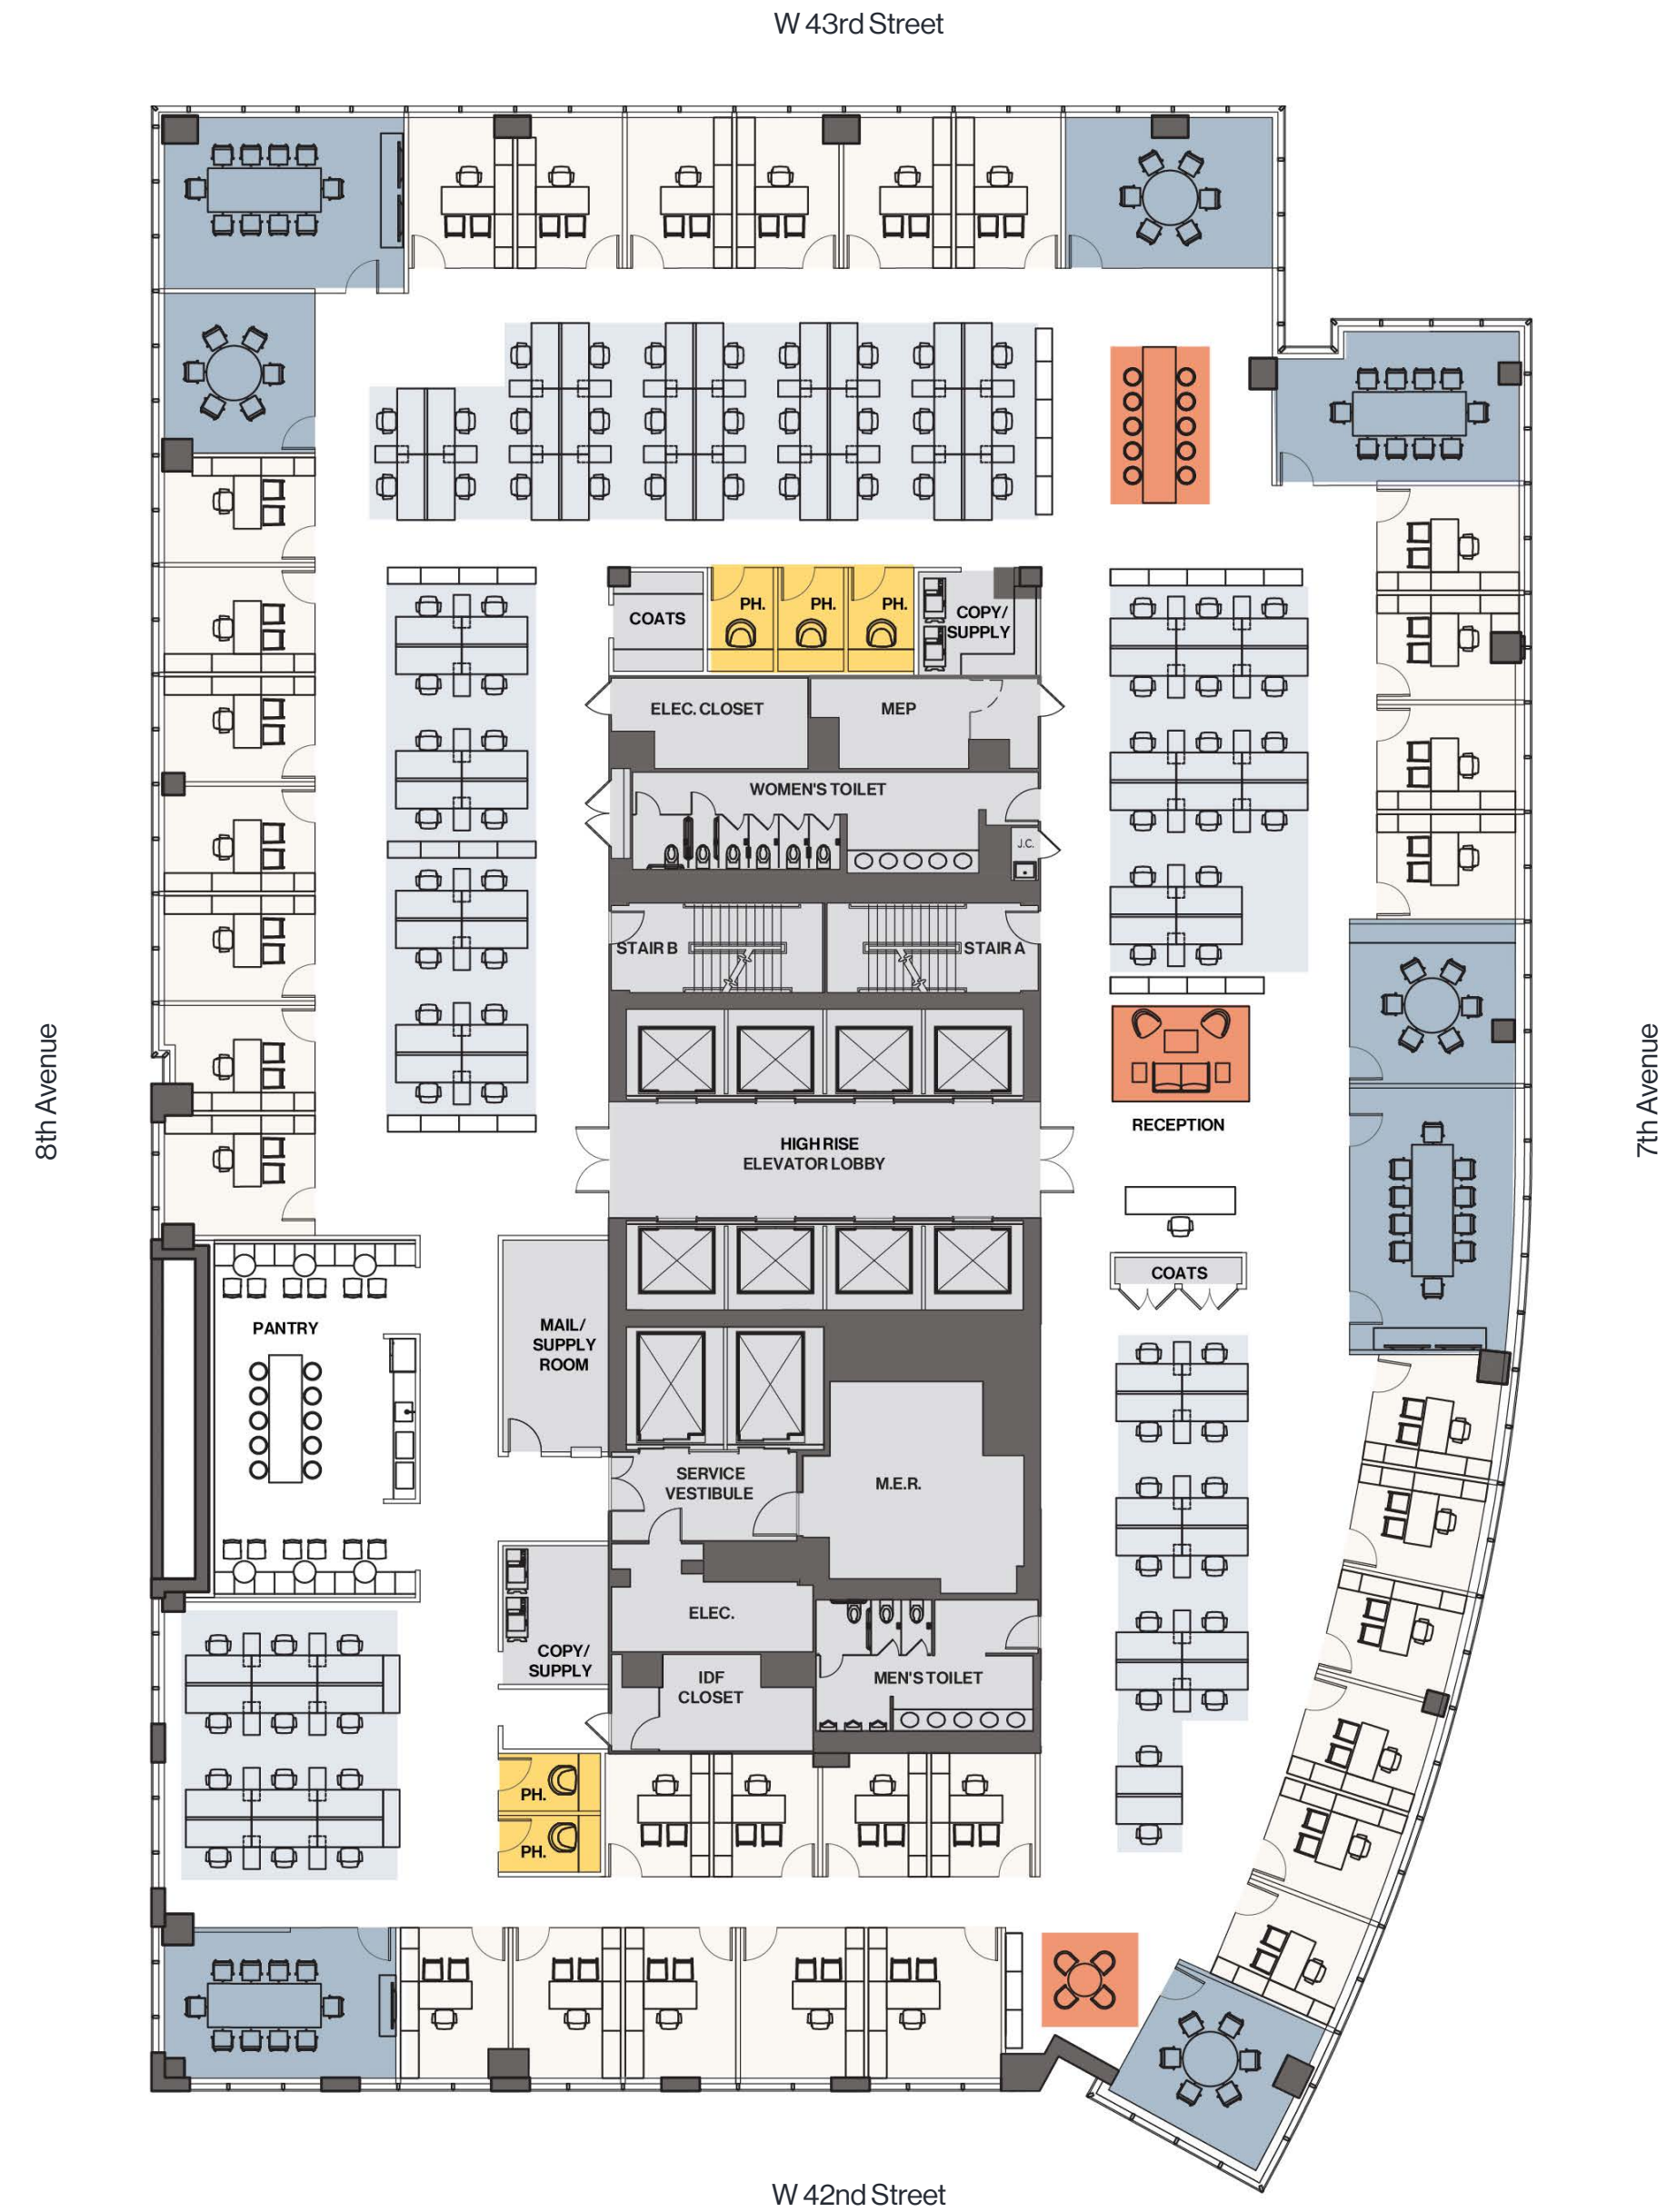 W 43rd Street
COATS
PH.
PH.
PH.
COPY/
SUPPLY
ELEC. CLOSET
MEP
WOMEN'S TOILET
J.C.
STAIR B
STAIR A
8th Avenue
7th Avenue
RECEPTION
HIGH RISE
ELEVATOR LOBBY
COATS
PANTRY
MAIL/
SUPPLY
ROOM
SERVICE
VESTIBULE
M.E.R.
ELEC.
COPY/
SUPPLY
IDF
CLOSET
MEN'S TOILET
PH.
PH.
W 42nd Street